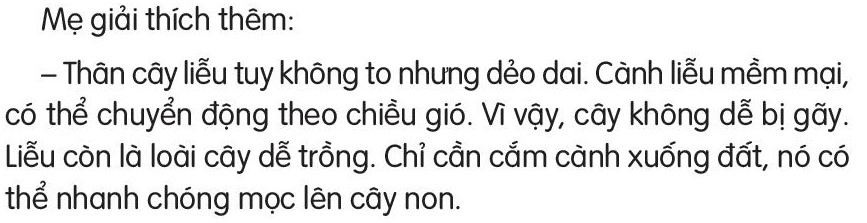 Mẹ giải thích thêm:
– Thân cây liễu tuy không to nhưng dẻo dai. Cành liễu mềm mại,
có thể chuyển động theo chiều gió. Vì vậy, cây không dễ bị gãy.
Liễu còn là loài cây dễ trồng. Chỉ cần cắm cành xuống đất, nó có
thể nhanh chóng mọc lên cây non.